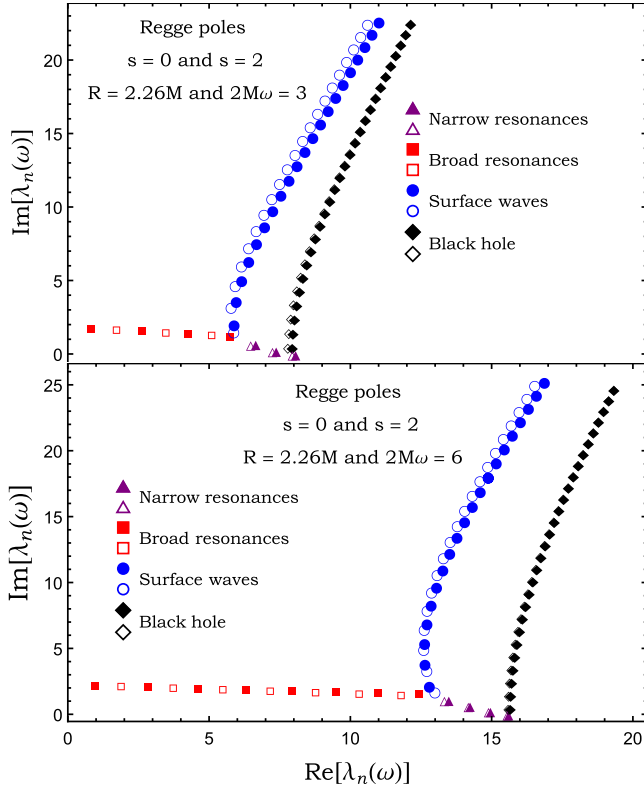 Regge poles
s = 0 and s = 2
R = 2.26M and 2Mω = 3
Narrow resonances
Broad resonances
Surface waves
Black hole
Im[λn(ω)]
20
15
10
5
0
Regge poles
s = 0 and s = 2
R = 2.26M and 2Mω = 6
Narrow resonances
Broad resonances
Surface waves
Black hole
Im[λn(ω)]
25
20
15
10
5
0
0 5 10 15 20
Re[λn(ω)]